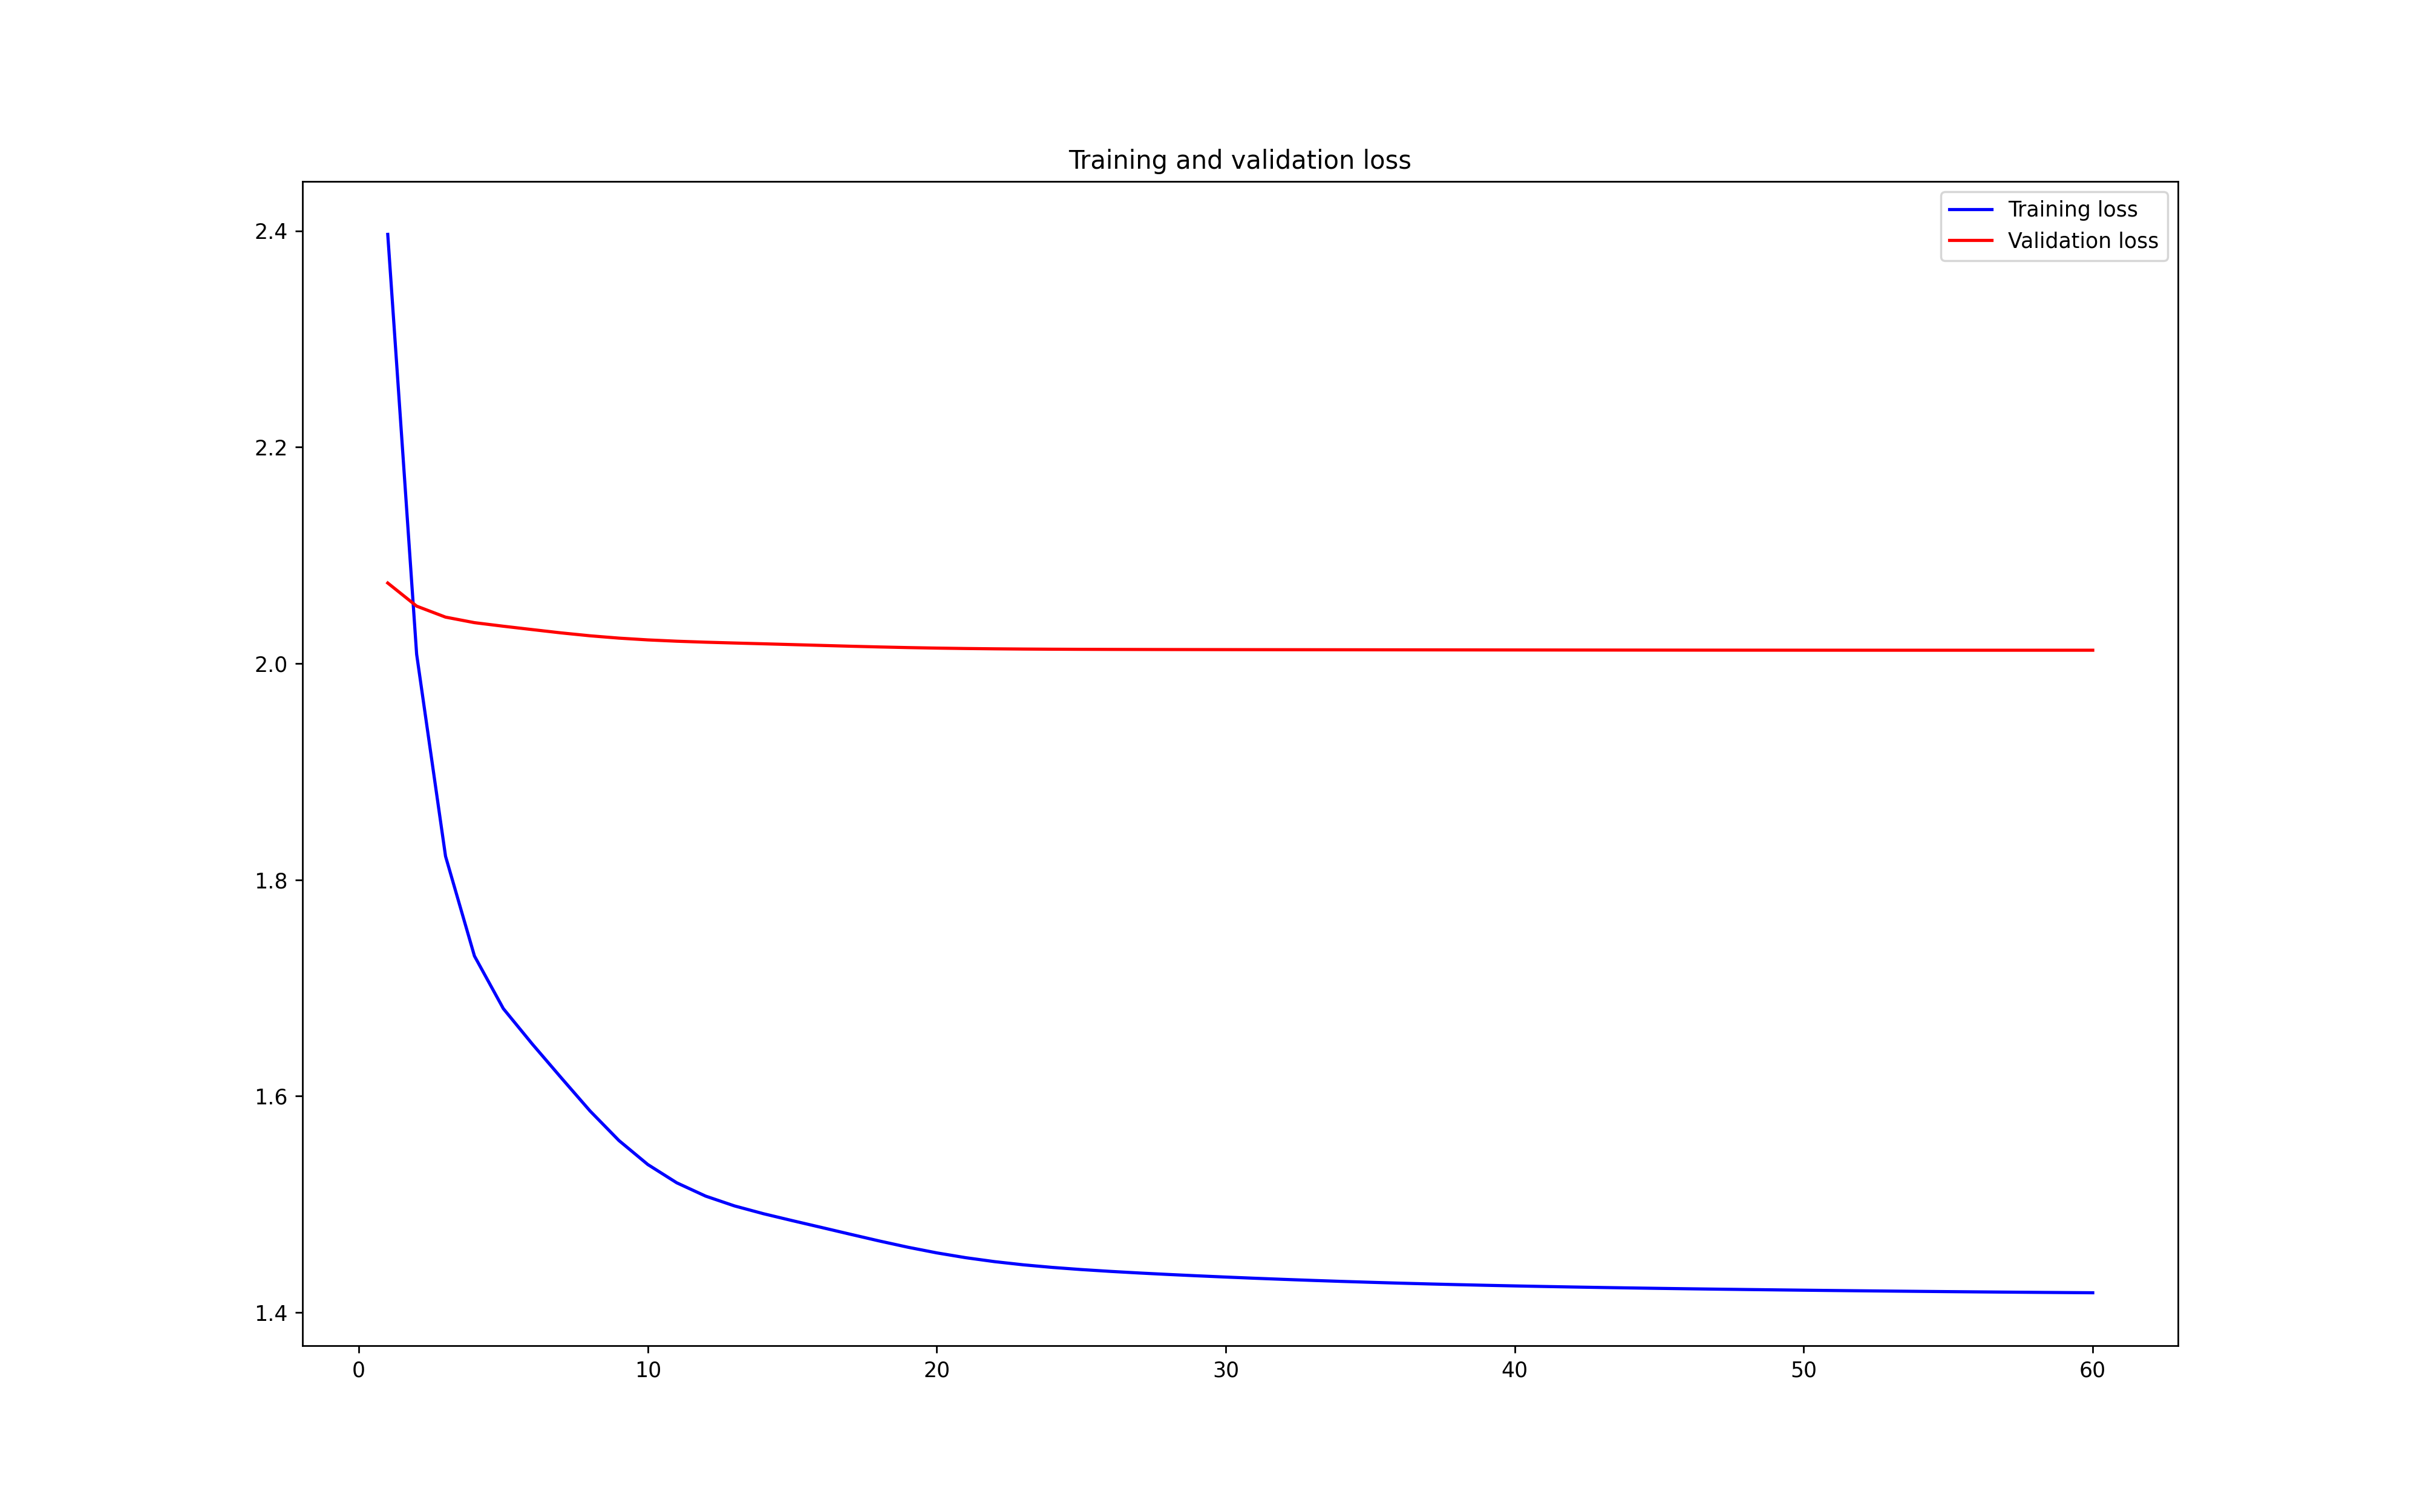 Training and validation loss
Training loss
Validation loss
2.4
2.2
2.0
1.8
1.6
1.4
0 10 20 30 40 50 60